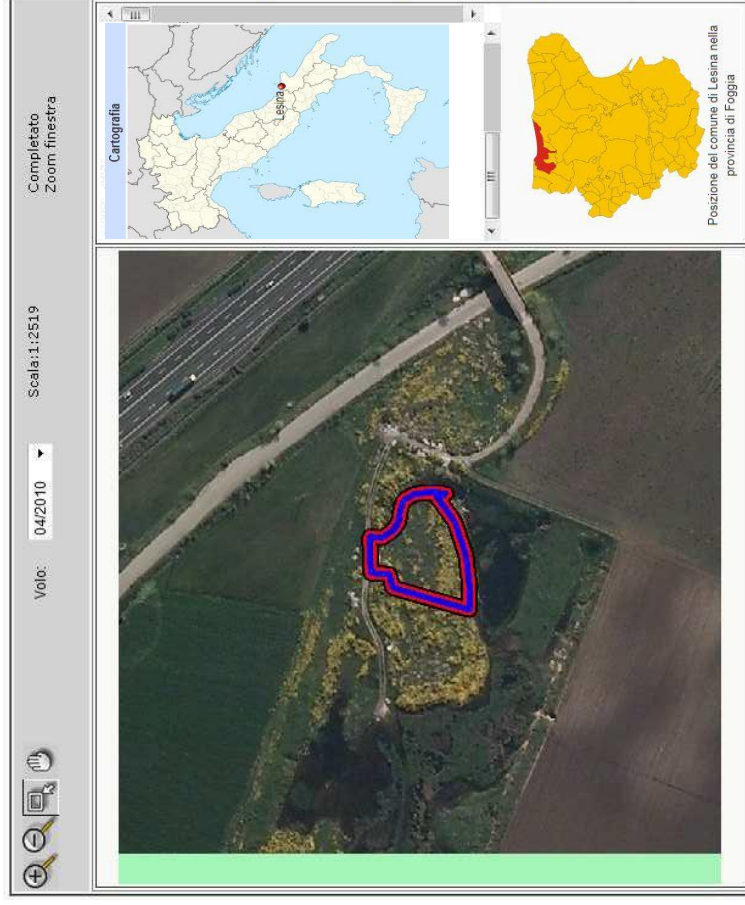 Volo:
04/2010
Scala:1:2519
Completato
Zoom finestra
Cartografia
Lesina
Posizione del comune di Lesina nella
provincia di Foggia